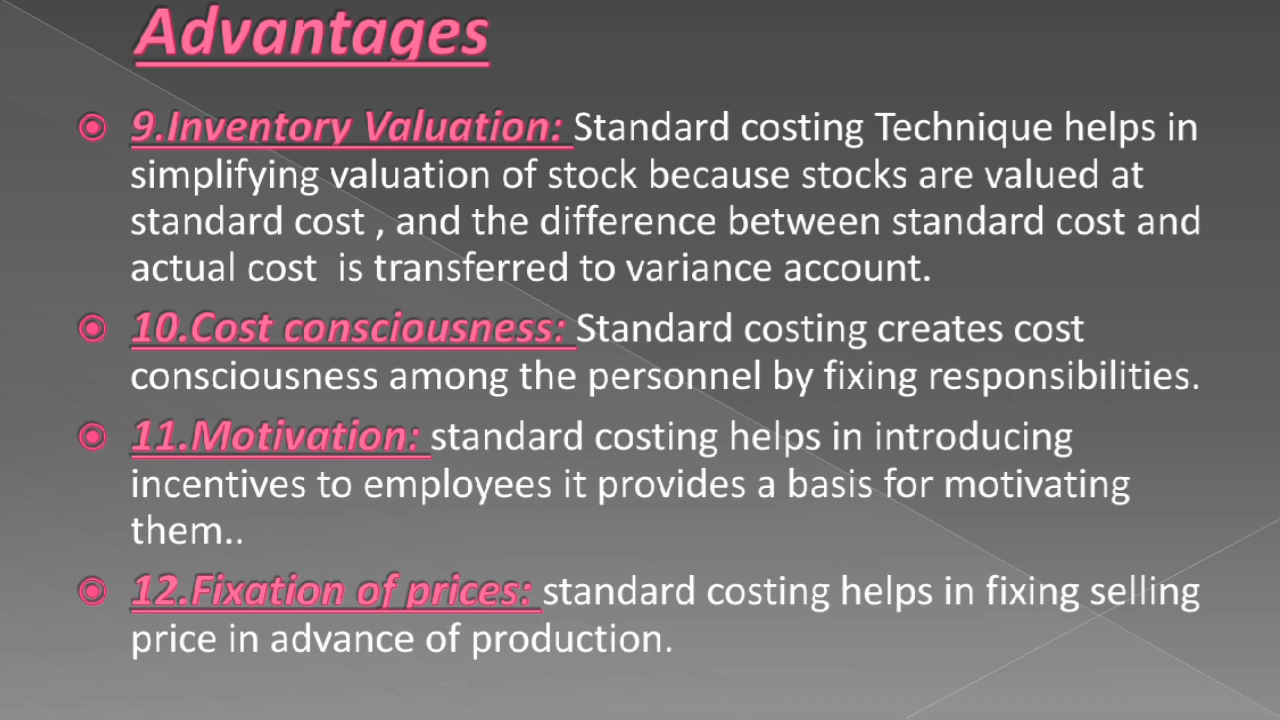 Advantages
9.Inventory Valuation: Standard costing Technique helps in
simplifying valuation of stock because stocks are valued at
standard cost , and the difference between standard cost and
actual cost  is transferred to variance account.
10.Cost consciousness: Standard costing creates cost
consciousness among the personnel by fixing responsibilities.
11.Motivation: standard costing helps in introducing
incentives to employees it provides a basis for motivating
them..
12.Fixation of prices: standard costing helps in fixing selling
price in advance of production.